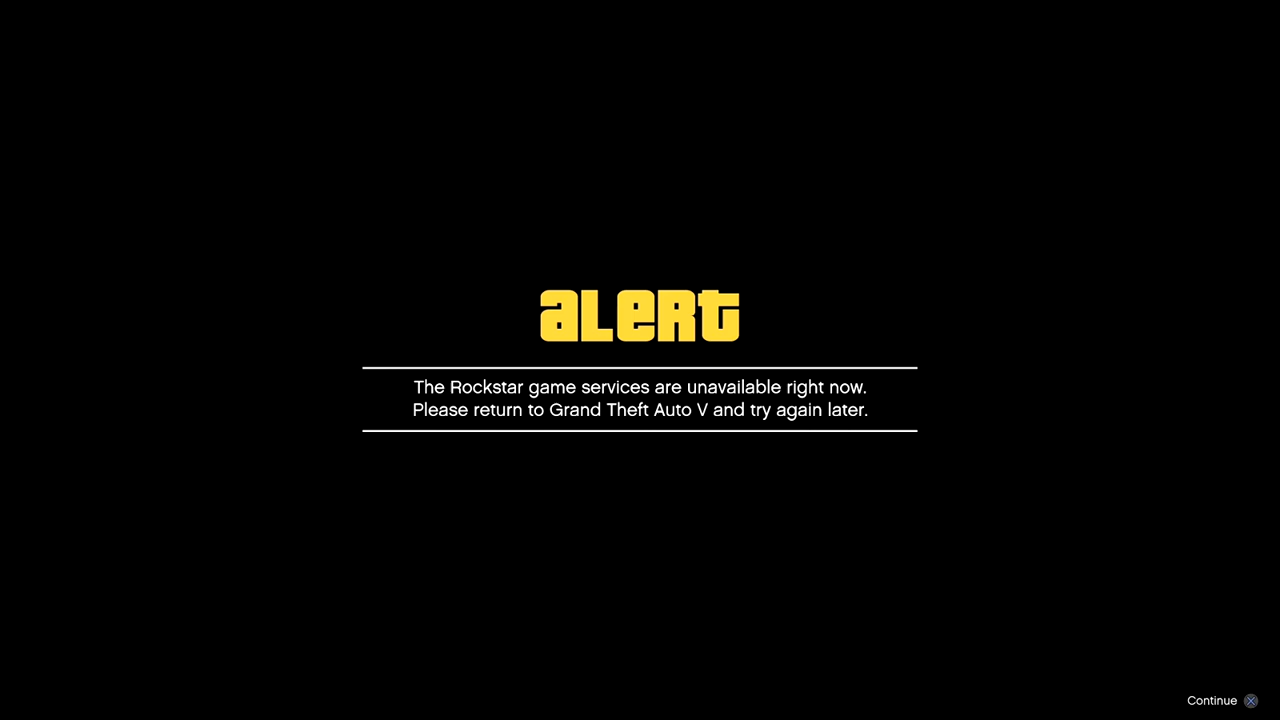 aLeRt
The Rockstar game services are unavailable right now.
Please return to Grand Theft Auto V and try again later.
Continue